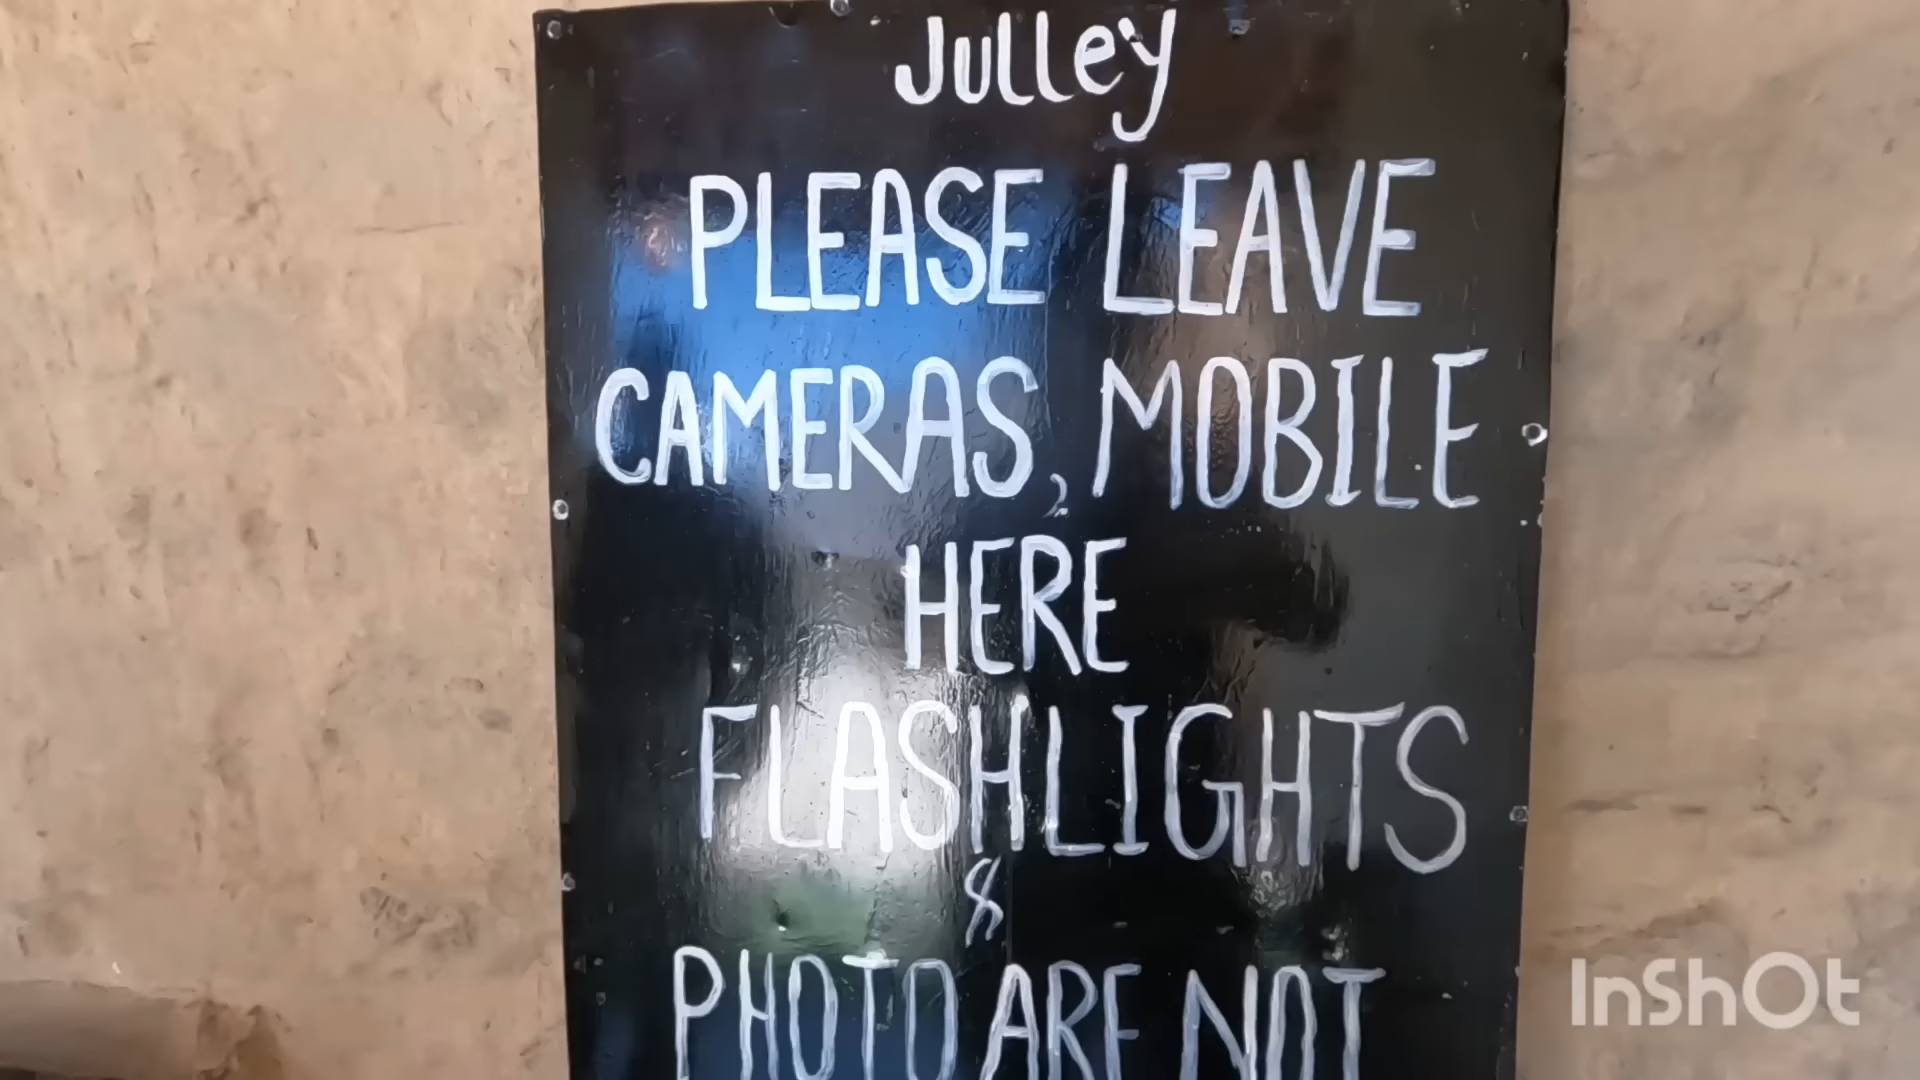 Julley
PLEASE LEAVE
CAMERAS, MOBILE
HERE
FLASHLIGHTS
&
PHOTO ARE NOT
InShOt